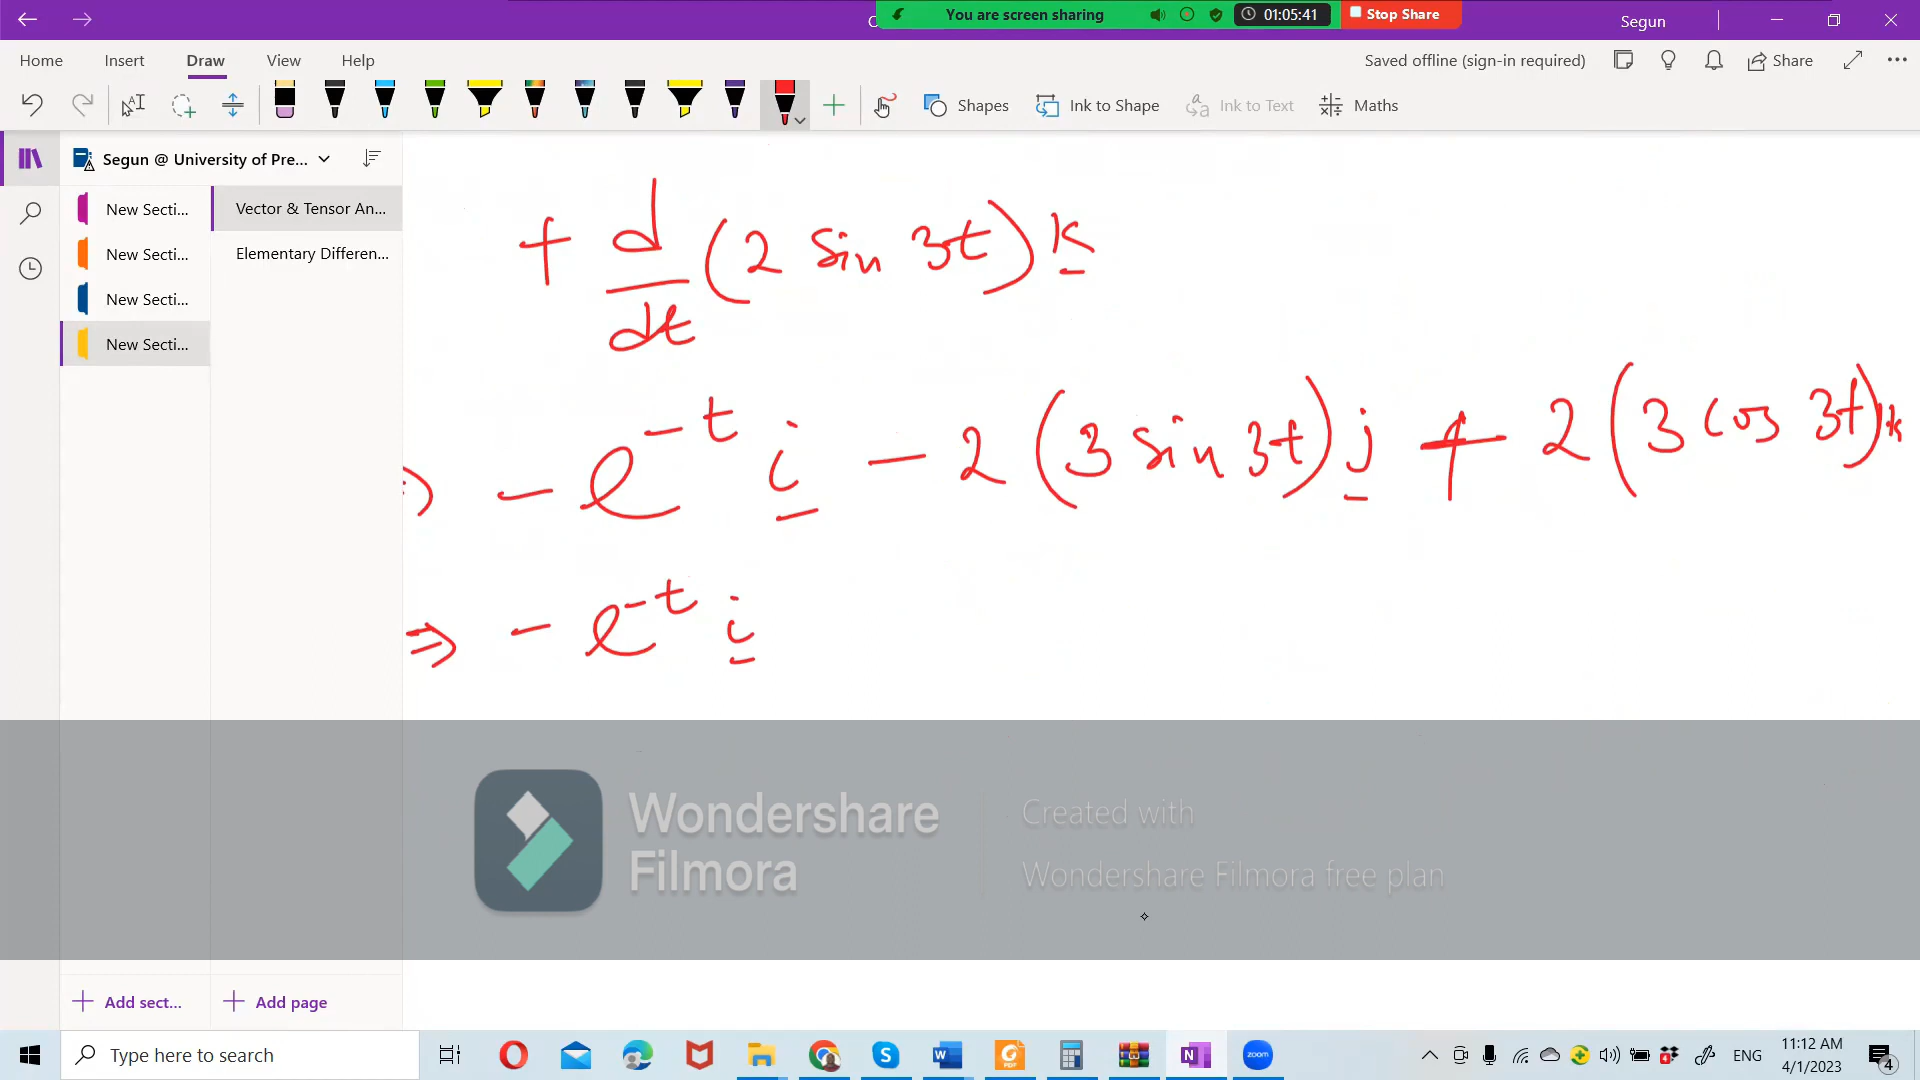 You are screen sharing
01:05:41
Stop Share
Segun
Home Insert Draw View Help
Saved offline (sign-in required)
Share
Shapes
Ink to Shape
Ink to Text
Maths
Segun @ University of Pre...
New Secti...
New Secti...
New Secti...
New Secti...
Vector & Tensor An...
Elementary Differen...
+ d/dt (2 sin 3t) k
⇒ - e^-t i - 2 (3 sin 3t) j + 2 (3 cos 3t) k
⇒ - e^-t i
Wondershare
Filmora
Created with
Wondershare Filmora free plan
Add sect...
Add page
Type here to search
zoom
ENG
11:12 AM
4/1/2023
4